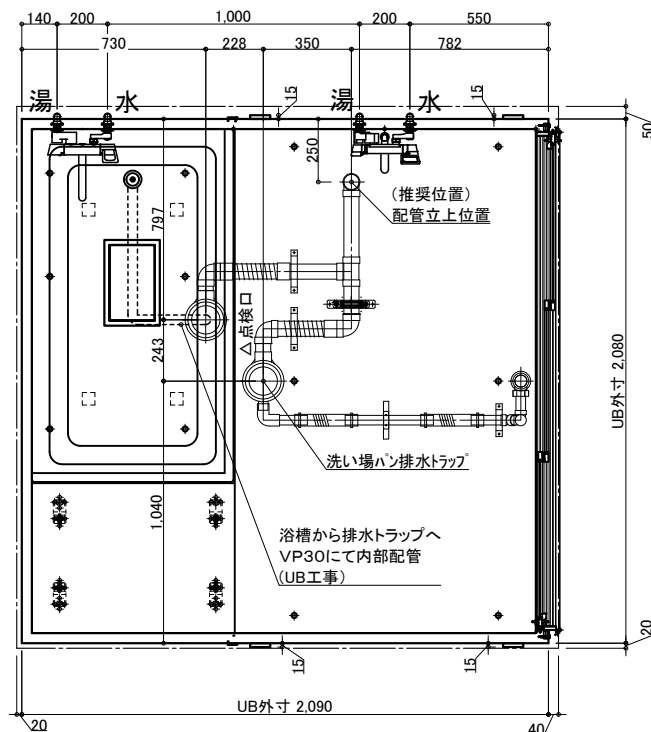 140 200 1,000 200 550
730 228 350 782
15 15
湯 水 湯 水
50
250
(推奨位置)
配管立上位置
797
△点検口
243
UB外寸 2,080
洗い場パン排水トラップ
1,040
浴槽から排水トラップへ
VP30にて内部配管
(UB工事)
15 15
20
UB外寸 2,090
20 40